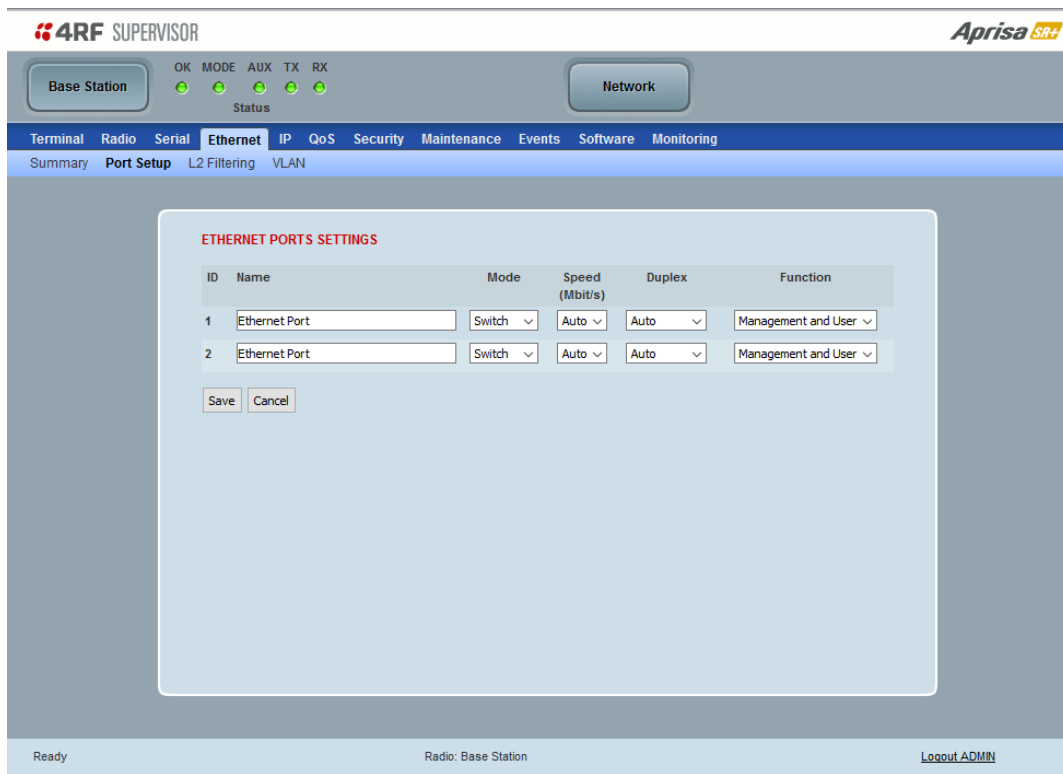 4RF SUPERVISOR
Aprisa SR+
OK MODE AUX TX RX
Base Station
Network
Status
Terminal Radio Serial Ethernet IP QoS Security Maintenance Events Software Monitoring
Summary Port Setup L2 Filtering VLAN
ETHERNET PORTS SETTINGS
ID Name Mode Speed (Mbit/s) Duplex Function
1 Ethernet Port Switch Auto Auto Management and User
2 Ethernet Port Switch Auto Auto Management and User
Save Cancel
Ready Radio: Base Station Logout ADMIN